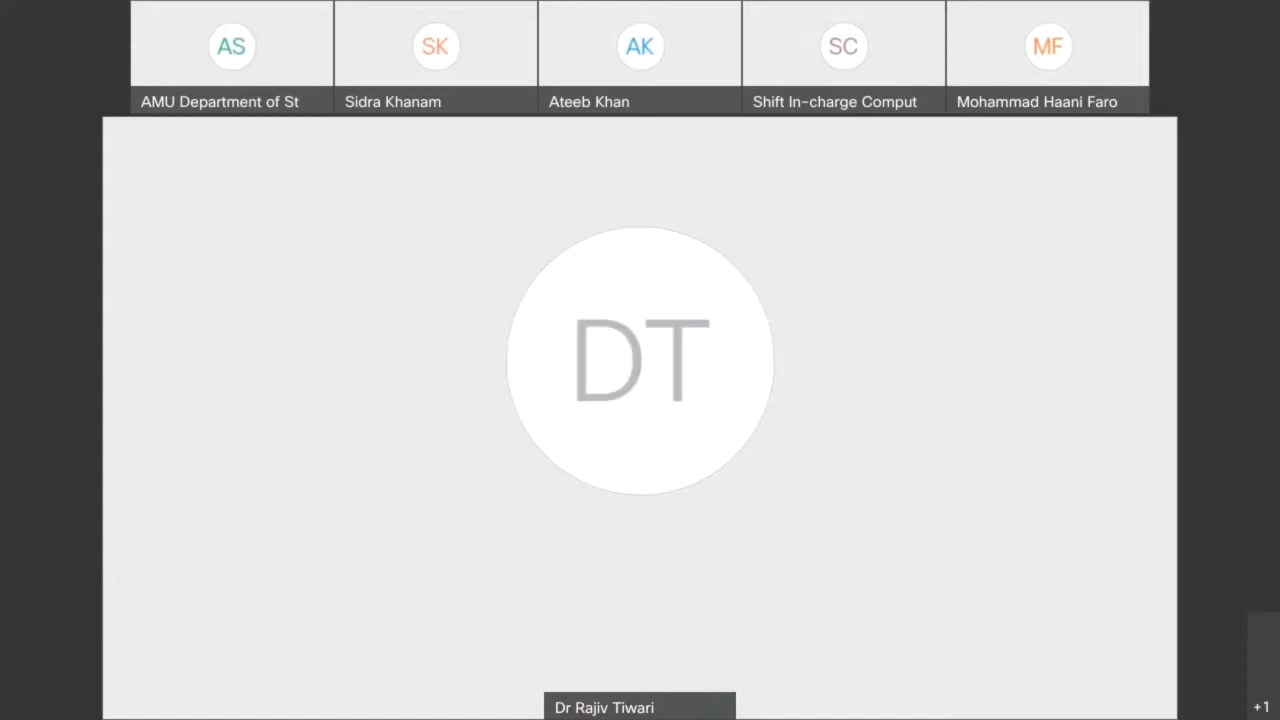 AS
SK
AK
SC
MF
AMU Department of St
Sidra Khanam
Ateeb Khan
Shift In-charge Comput
Mohammad Haani Faro
DT
Dr Rajiv Tiwari
+1